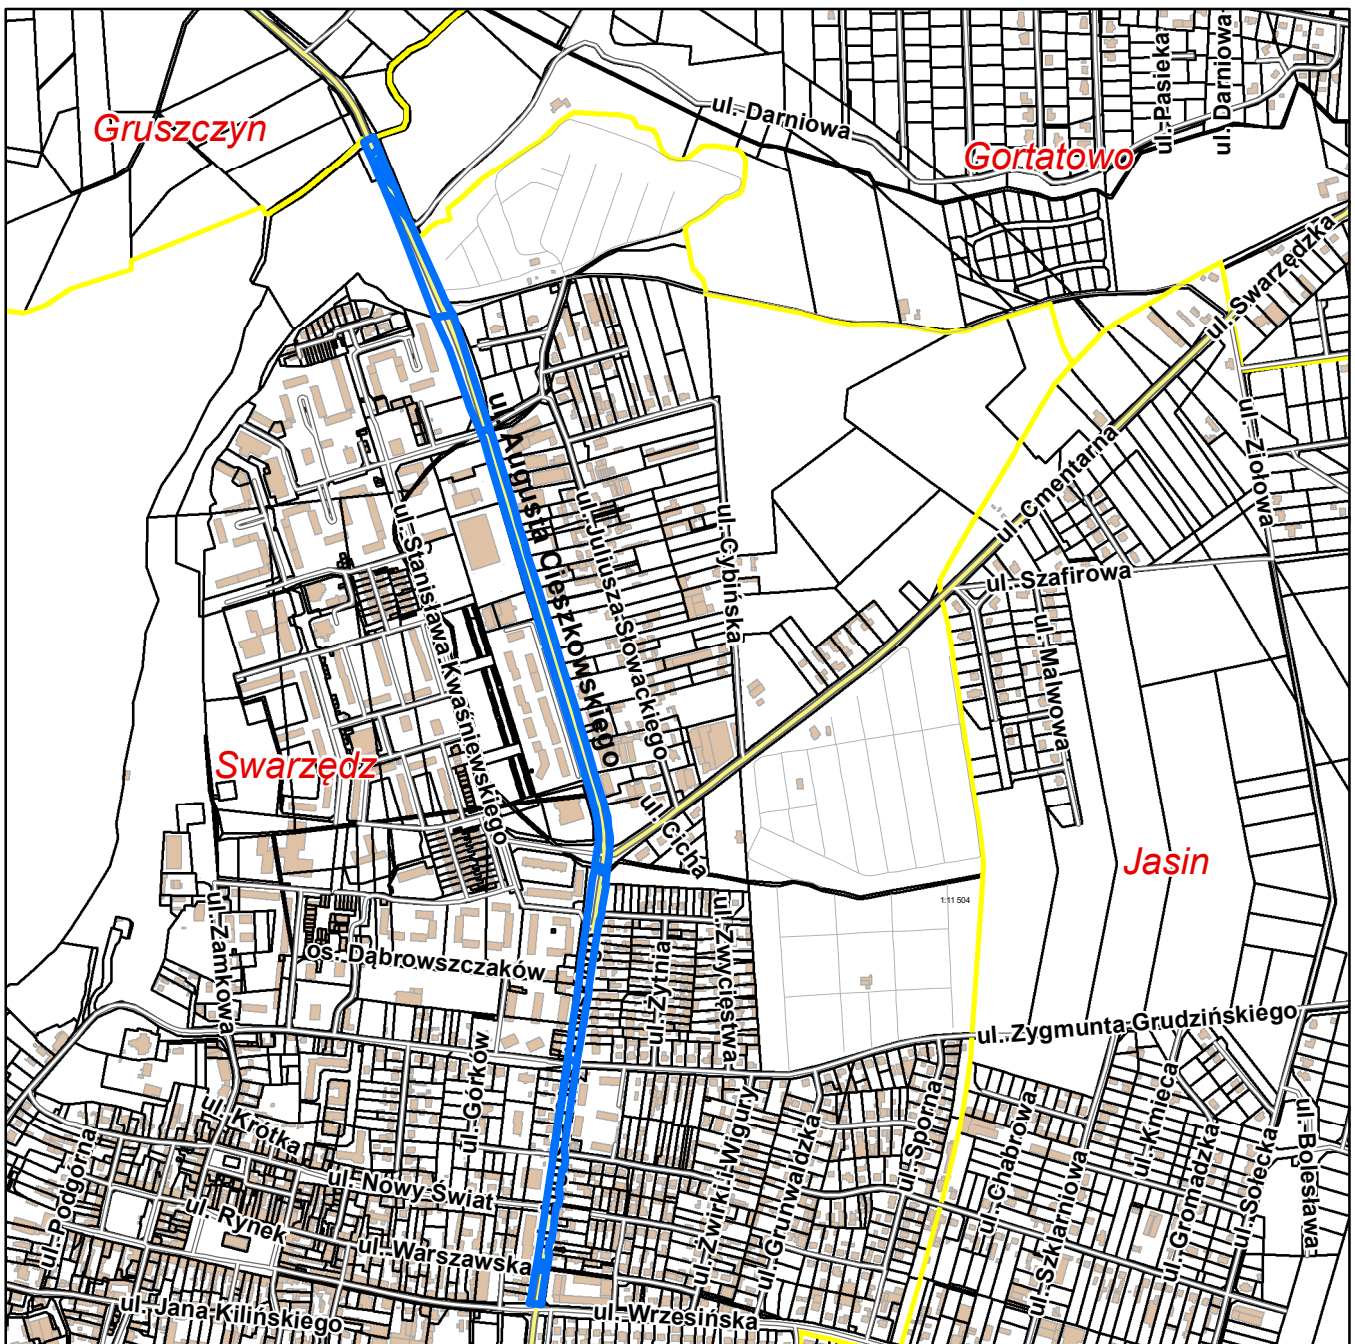 Gruszczyn
ul. Darniowa
Gortatowo
ul. Pasieka
ul. Darniowa
ul. Swarzędzka
ul. Augusta Cieszkowskiego
ul. Juliusza Słowackiego
ul. Stanisława Kwaśniewskiego
ul. Cybińska
ul. Cmentarna
ul. Ziołowa
ul. Szafirowa
ul. Malwowa
Swarzędz
ul. Cicha
Jasin
1:11 504
ul. Zamkowa
os. Dąbrowszczaków
ul. Żytnia
ul. Zwycięstwa
ul. Zygmunta Grudzińskiego
ul. Górków
ul. Krótka
ul. Podgórna
ul. Nowy Świat
ul. Rynek
ul. Warszawska
ul. Jana Kilińskiego
ul. Wrzesińska
ul. Żwirki i Wigury
ul. Grunwaldzka
ul. Sporna
ul. Chabrowa
ul. Szklarniowa
ul. Kmieca
ul. Gromadzka
ul. Solecka
ul. Bolesława